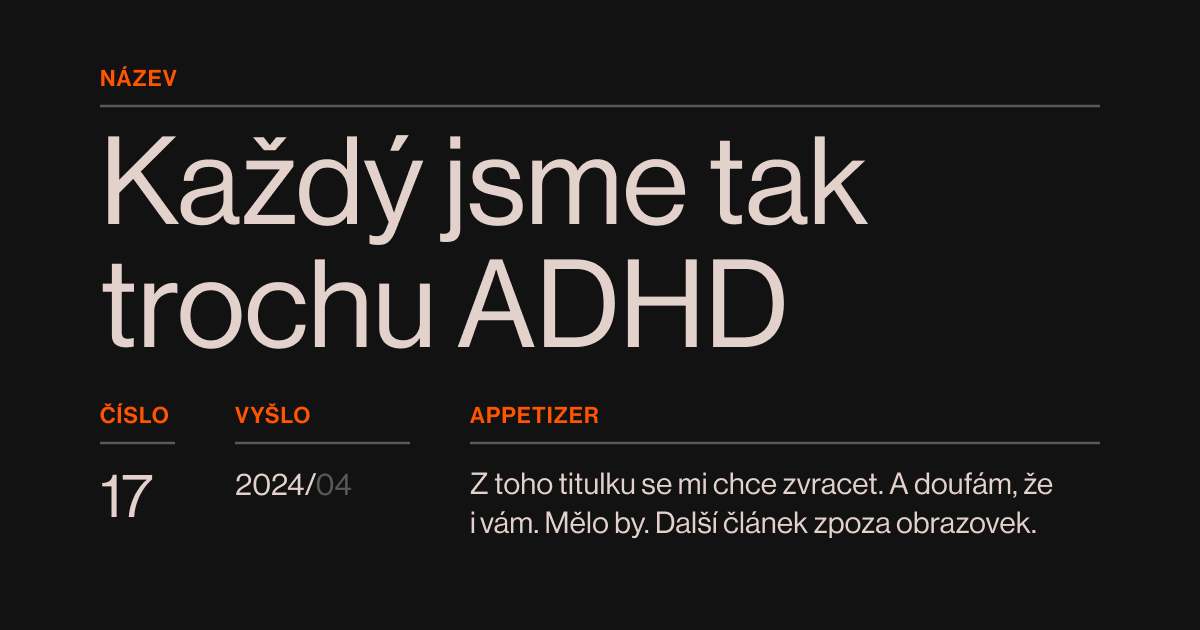 NÁZEV
Každý jsme tak
trochu ADHD
ČÍSLO
17
VYŠLO
2024/04
APPETIZER
Z toho titulku se mi chce zvracet. A doufám, že
i vám. Mělo by. Další článek zpoza obrazovek.